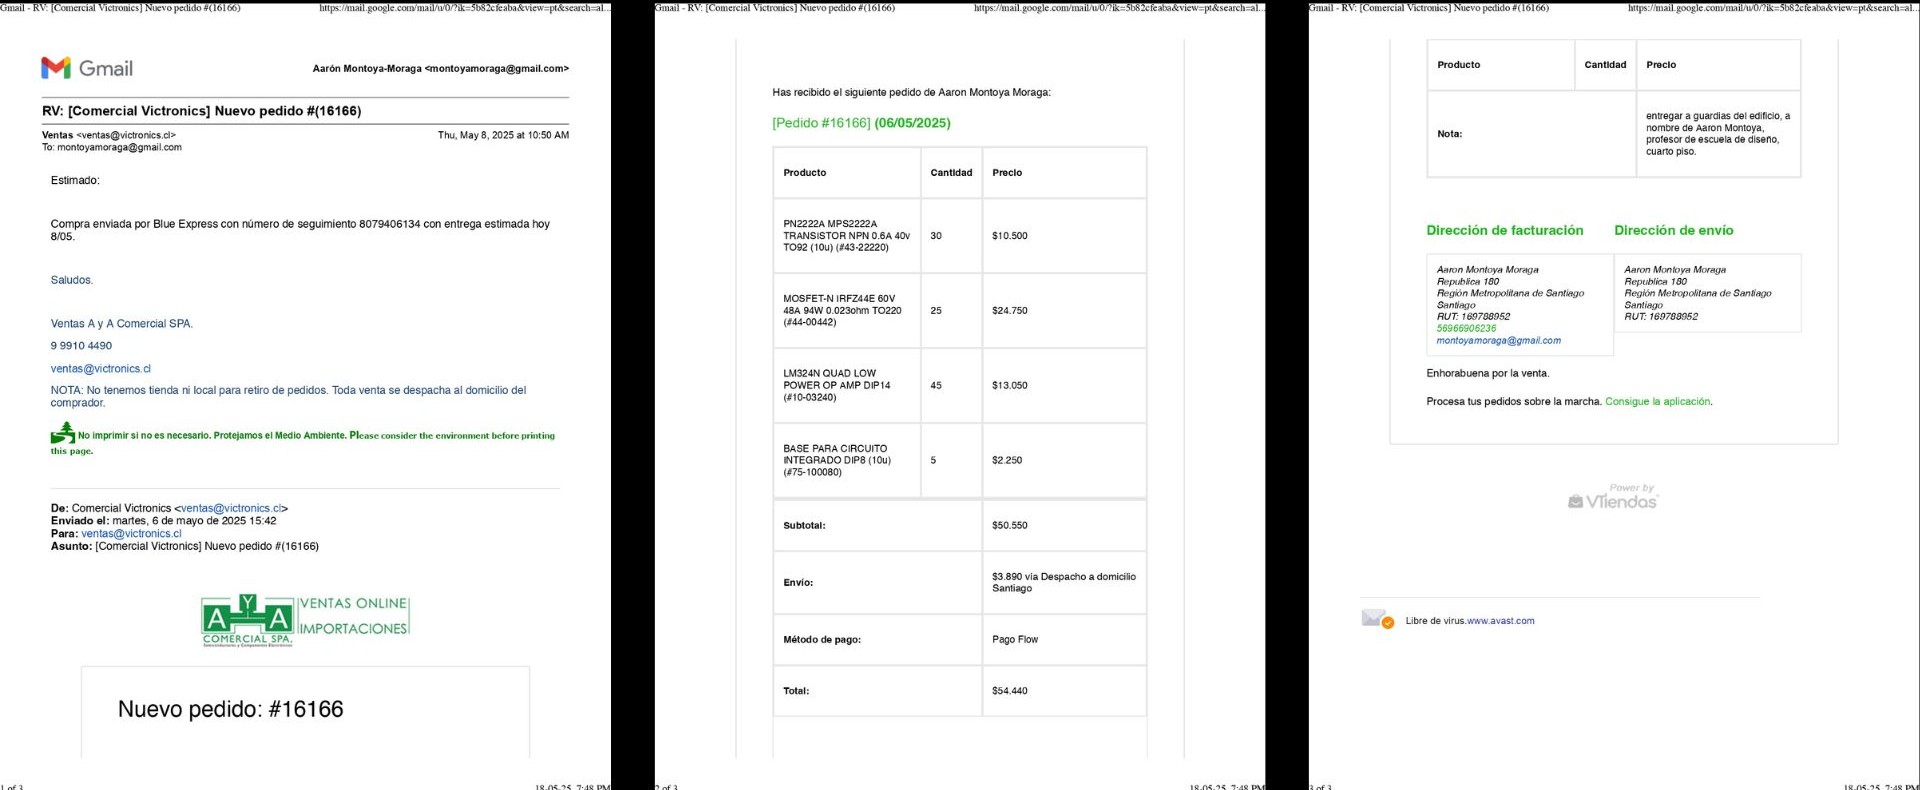 Gmail - RV: [Comercial Victronics] Nuevo pedido #(16166)
https://mail.google.com/mail/u/0/?ik=5b82cfeaba&view=pt&search=al...
Gmail
Aarón Montoya-Moraga <montoyamoraga@gmail.com>
RV: [Comercial Victronics] Nuevo pedido #(16166)
Ventas <ventas@victronics.cl>
Thu, May 8, 2025 at 10:50 AM
To: montoyamoraga@gmail.com
Estimado:
Compra enviada por Blue Express con número de seguimiento 8079406134 con entrega estimada hoy
8/05.
Saludos.
Ventas A y A Comercial SPA.
9 9910 4490
ventas@victronics.cl
NOTA: No tenemos tienda ni local para retiro de pedidos. Toda venta se despacha al domicilio del
comprador.
No imprimir si no es necesario. Protejamos el Medio Ambiente. Please consider the environment before printing
this page.
De: Comercial Victronics <ventas@victronics.cl>
Enviado el: martes, 6 de mayo de 2025 15:42
Para: ventas@victronics.cl
Asunto: [Comercial Victronics] Nuevo pedido #(16166)
AYA
VENTAS ONLINE
IMPORTACIONES
COMERCIAL SPA.
Nuevo pedido: #16166
1 of 3
18-05-25, 7:48 PM
Gmail - RV: [Comercial Victronics] Nuevo pedido #(16166)
https://mail.google.com/mail/u/0/?ik=5b82cfeaba&view=pt&search=al...
Has recibido el siguiente pedido de Aaron Montoya Moraga:
[Pedido #16166] (06/05/2025)
Producto Cantidad Precio
PN2222A MPS2222A
TRANSISTOR NPN 0.6A 40v
TO92 (10u) (#43-22220)
30
$10.500
MOSFET-N IRFZ44E 60V
48A 94W 0.023ohm TO220
(#44-00442)
25
$24.750
LM324N QUAD LOW
POWER OP AMP DIP14
(#10-03240)
45
$13.050
BASE PARA CIRCUITO
INTEGRADO DIP8 (10u)
(#75-100080)
5
$2.250
Subtotal: $50.550
Envío:
$3.890 vía Despacho a domicilio
Santiago
Método de pago: Pago Flow
Total: $54.440
2 of 3
18-05-25, 7:48 PM
Gmail - RV: [Comercial Victronics] Nuevo pedido #(16166)
https://mail.google.com/mail/u/0/?ik=5b82cfeaba&view=pt&search=al...
Producto Cantidad Precio
Nota:
entregar a guardias del edificio, a
nombre de Aaron Montoya,
profesor de escuela de diseño,
cuarto piso.
Dirección de facturación
Aaron Montoya Moraga
Republica 180
Región Metropolitana de Santiago
Santiago
RUT: 169788952
56966906236
montoyamoraga@gmail.com
Dirección de envío
Aaron Montoya Moraga
Republica 180
Región Metropolitana de Santiago
Santiago
RUT: 169788952
Enhorabuena por la venta.
Procesa tus pedidos sobre la marcha. Consigue la aplicación.
Power by
VTiendas
Libre de virus.www.avast.com
3 of 3
18-05-25, 7:48 PM